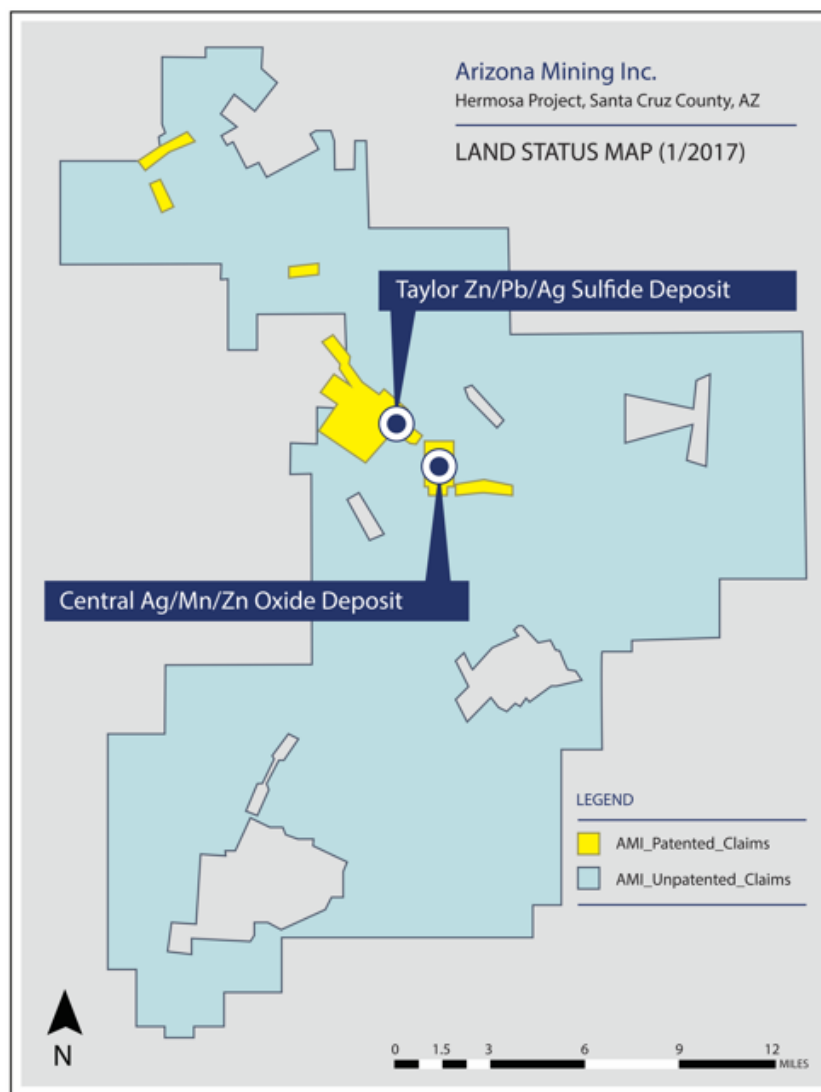 Arizona Mining Inc.
Hermosa Project, Santa Cruz County, AZ
LAND STATUS MAP (1/2017)
Taylor Zn/Pb/Ag Sulfide Deposit
Central Ag/Mn/Zn Oxide Deposit
LEGEND
AMI_Patented_Claims
AMI_Unpatented_Claims
N
0 1.5 3 6 9 12
MILES